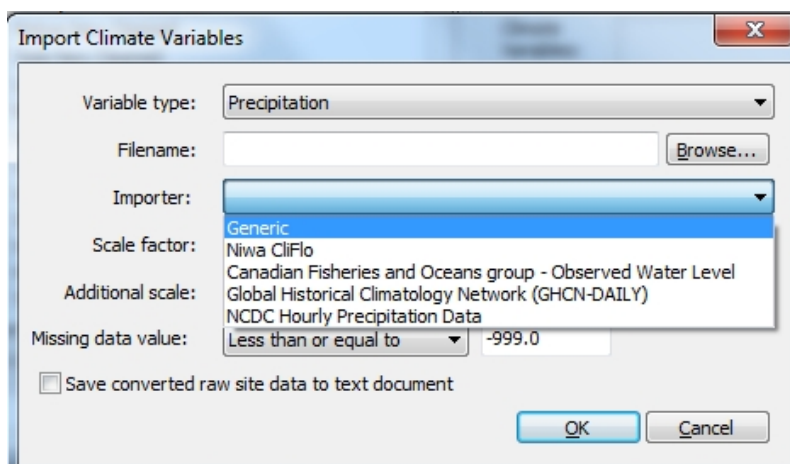 Import Climate Variables
Variable type: Precipitation
Filename: Browse...
Importer:
Generic
Scale factor:
Niwa CliFlo
Canadian Fisheries and Oceans group - Observed Water Level
Additional scale:
Global Historical Climatology Network (GHCN-DAILY)
NCDC Hourly Precipitation Data
Missing data value: Less than or equal to -999.0
Save converted raw site data to text document
OK Cancel